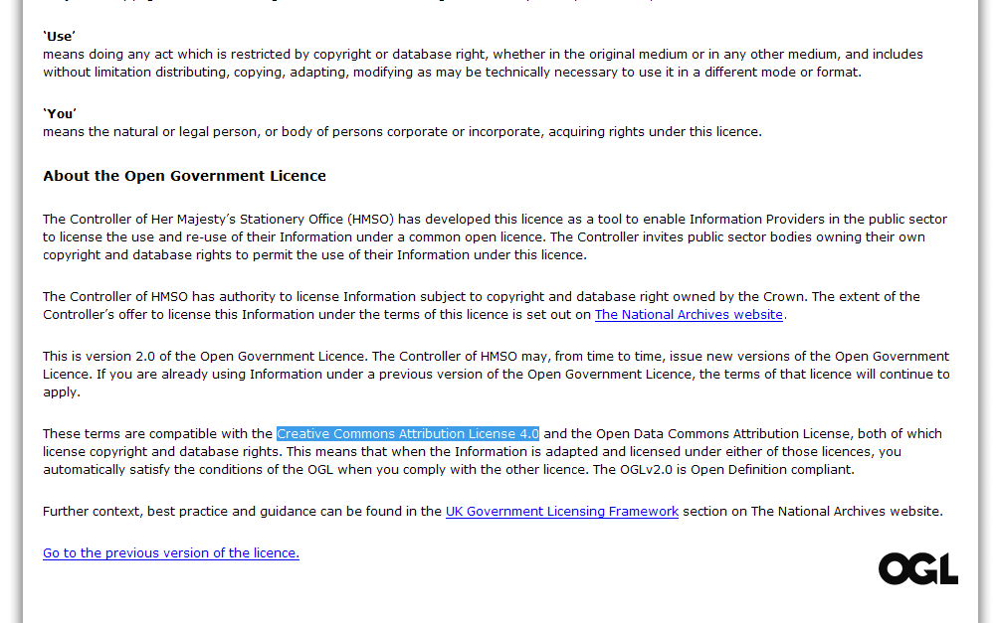 ‘Use’
means doing any act which is restricted by copyright or database right, whether in the original medium or in any other medium, and includes
without limitation distributing, copying, adapting, modifying as may be technically necessary to use it in a different mode or format.
‘You’
means the natural or legal person, or body of persons corporate or incorporate, acquiring rights under this licence.
About the Open Government Licence
The Controller of Her Majesty’s Stationery Office (HMSO) has developed this licence as a tool to enable Information Providers in the public sector
to license the use and re-use of their Information under a common open licence. The Controller invites public sector bodies owning their own
copyright and database rights to permit the use of their Information under this licence.
The Controller of HMSO has authority to license Information subject to copyright and database right owned by the Crown. The extent of the
Controller’s offer to license this Information under the terms of this licence is set out on The National Archives website.
This is version 2.0 of the Open Government Licence. The Controller of HMSO may, from time to time, issue new versions of the Open Government
Licence. If you are already using Information under a previous version of the Open Government Licence, the terms of that licence will continue to
apply.
These terms are compatible with the Creative Commons Attribution License 4.0 and the Open Data Commons Attribution License, both of which
license copyright and database rights. This means that when the Information is adapted and licensed under either of those licences, you
automatically satisfy the conditions of the OGL when you comply with the other licence. The OGLv2.0 is Open Definition compliant.
Further context, best practice and guidance can be found in the UK Government Licensing Framework section on The National Archives website.
Go to the previous version of the licence.
OGL